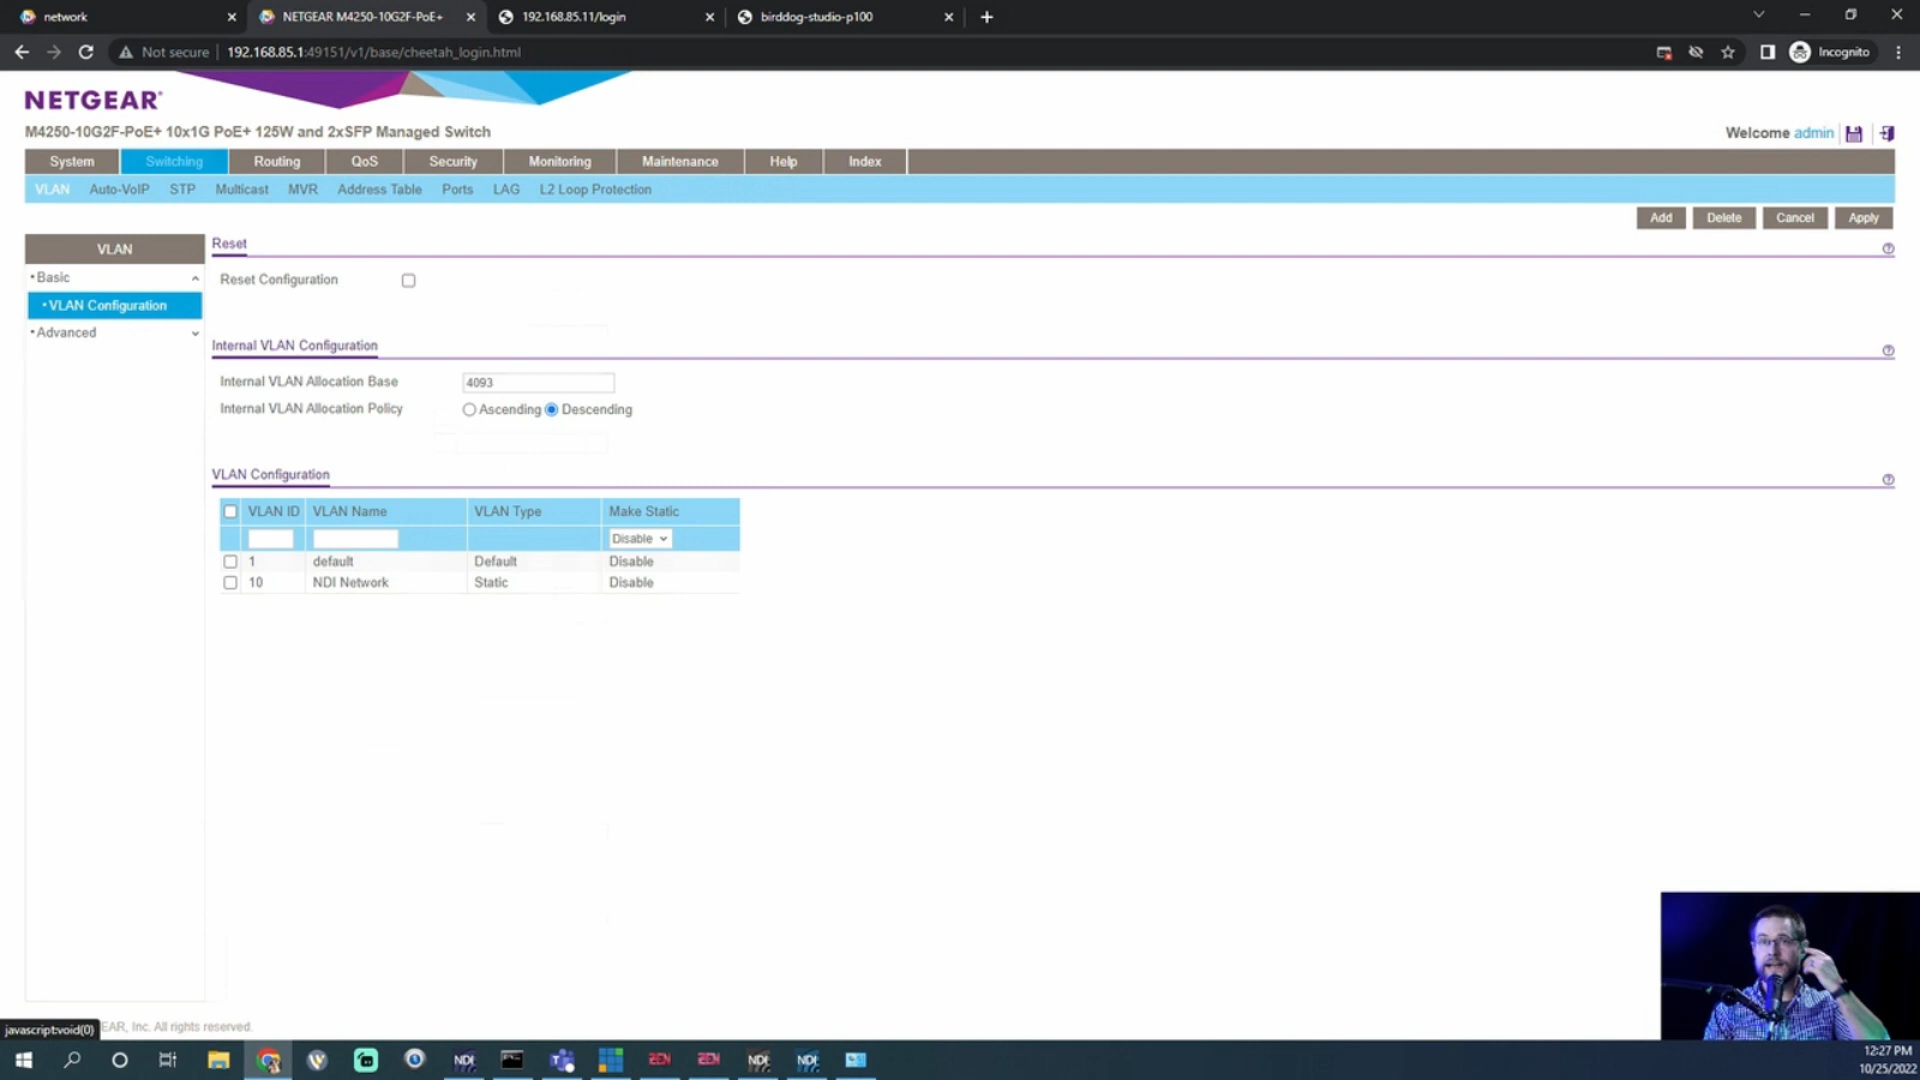 network
NETGEAR M4250-10G2F-PoE+
192.168.85.11/login
birddog-studio-p100
Not secure
192.168.85.1:49151/v1/base/cheetah_login.html
Incognito
NETGEAR®
M4250-10G2F-PoE+ 10x1G PoE+ 125W and 2xSFP Managed Switch
Welcome admin
System Switching Routing QoS Security Monitoring Maintenance Help Index
VLAN Auto-VoIP STP Multicast MVR Address Table Ports LAG L2 Loop Protection
Add Delete Cancel Apply
VLAN
Basic
VLAN Configuration
Advanced
Reset
Reset Configuration
Internal VLAN Configuration
Internal VLAN Allocation Base 4093
Internal VLAN Allocation Policy Ascending Descending
VLAN Configuration
VLAN ID VLAN Name VLAN Type Make Static
Disable
1 default Default Disable
10 NDI Network Static Disable
javascript:void(0)
EAR, Inc. All rights reserved.
NDI ZEN ZEN NDI NDI
12:27 PM
10/25/2022